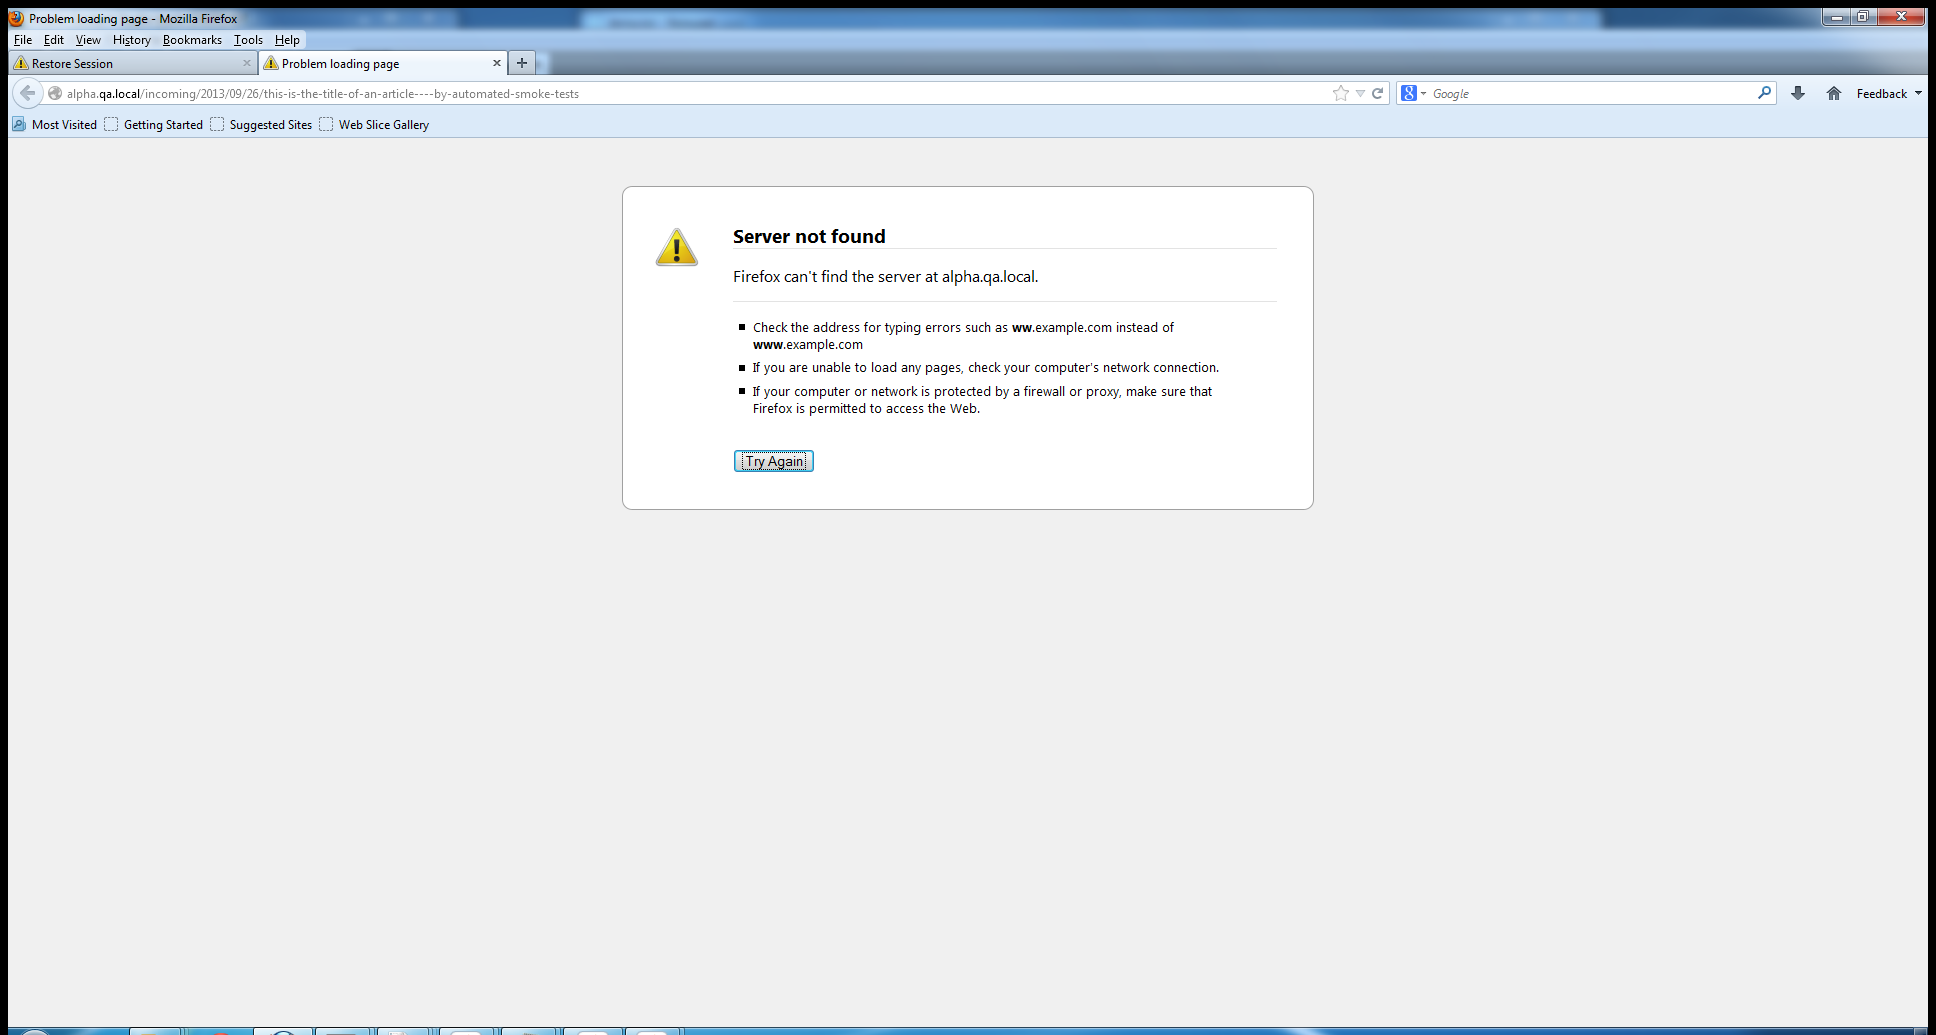 Problem loading page - Mozilla Firefox
File Edit View History Bookmarks Tools Help
Restore Session Problem loading page
alpha.qa.local/incoming/2013/09/26/this-is-the-title-of-an-article----by-automated-smoke-tests Google Feedback
Most Visited Getting Started Suggested Sites Web Slice Gallery
Server not found
Firefox can't find the server at alpha.qa.local.
Check the address for typing errors such as ww.example.com instead of
www.example.com
If you are unable to load any pages, check your computer's network connection.
If your computer or network is protected by a firewall or proxy, make sure that
Firefox is permitted to access the Web.
Try Again